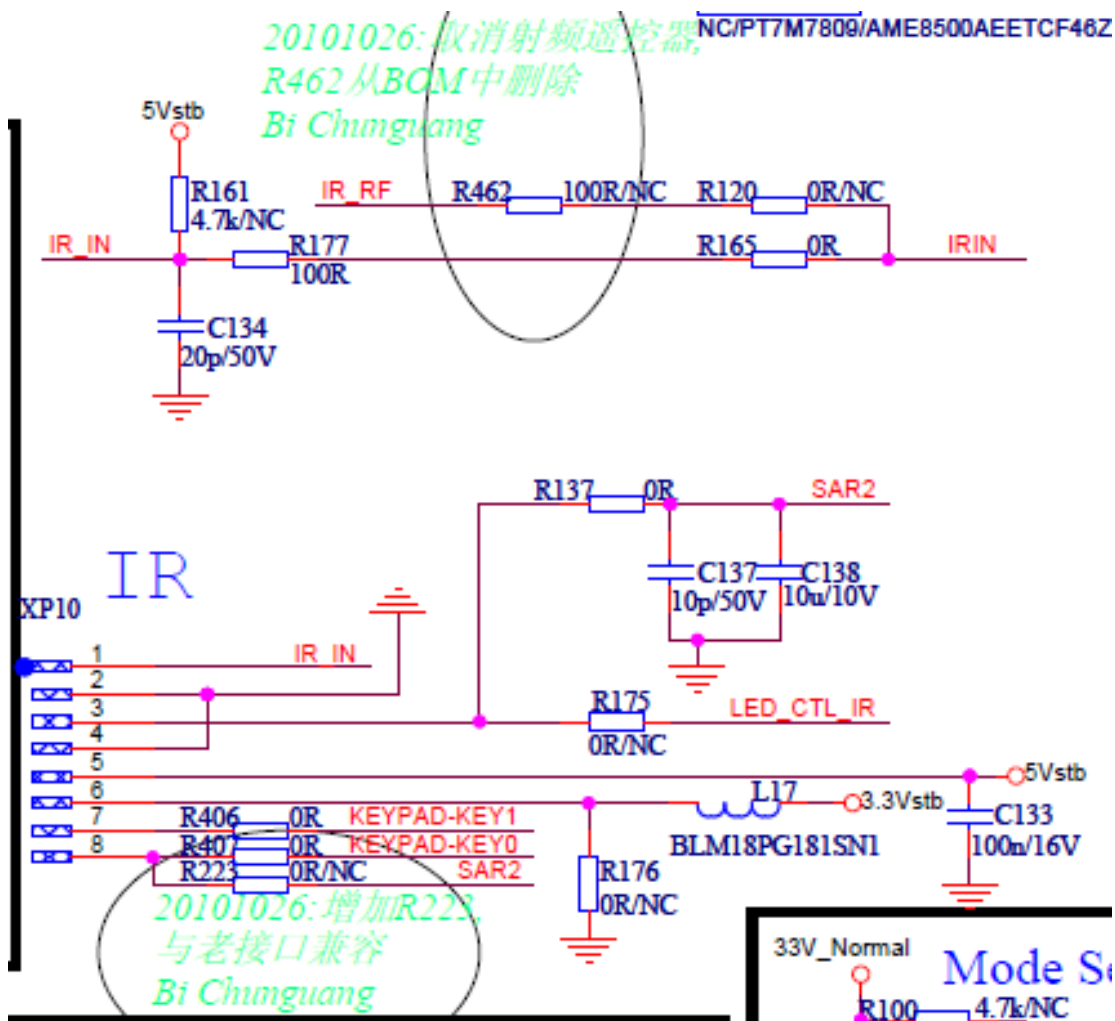 20101026:取消射频遥控器,
R462从BOM中删除
Bi Chunguang
NC/PT7M7809/AME8500AEETCF46Z
5Vstb
R161
4.7k/NC
IR_RF
R462
100R/NC
R120
0R/NC
IR_IN
R177
100R
R165
0R
IRIN
C134
20p/50V
R137
0R
SAR2
C137
10p/50V
C138
10u/10V
IR
XP10
1
IR_IN
2
3
R175
0R/NC
LED_CTL_IR
4
5
5Vstb
6
L17
3.3Vstb
BLM18PG181SN1
C133
100n/16V
7
R406
0R
KEYPAD-KEY1
8
R407
0R
KEYPAD-KEY0
R223
0R/NC
SAR2
R176
0R/NC
20101026:增加R223,
与老接口兼容
Bi Chunguang
33V_Normal
Mode Se
R100
4.7k/NC